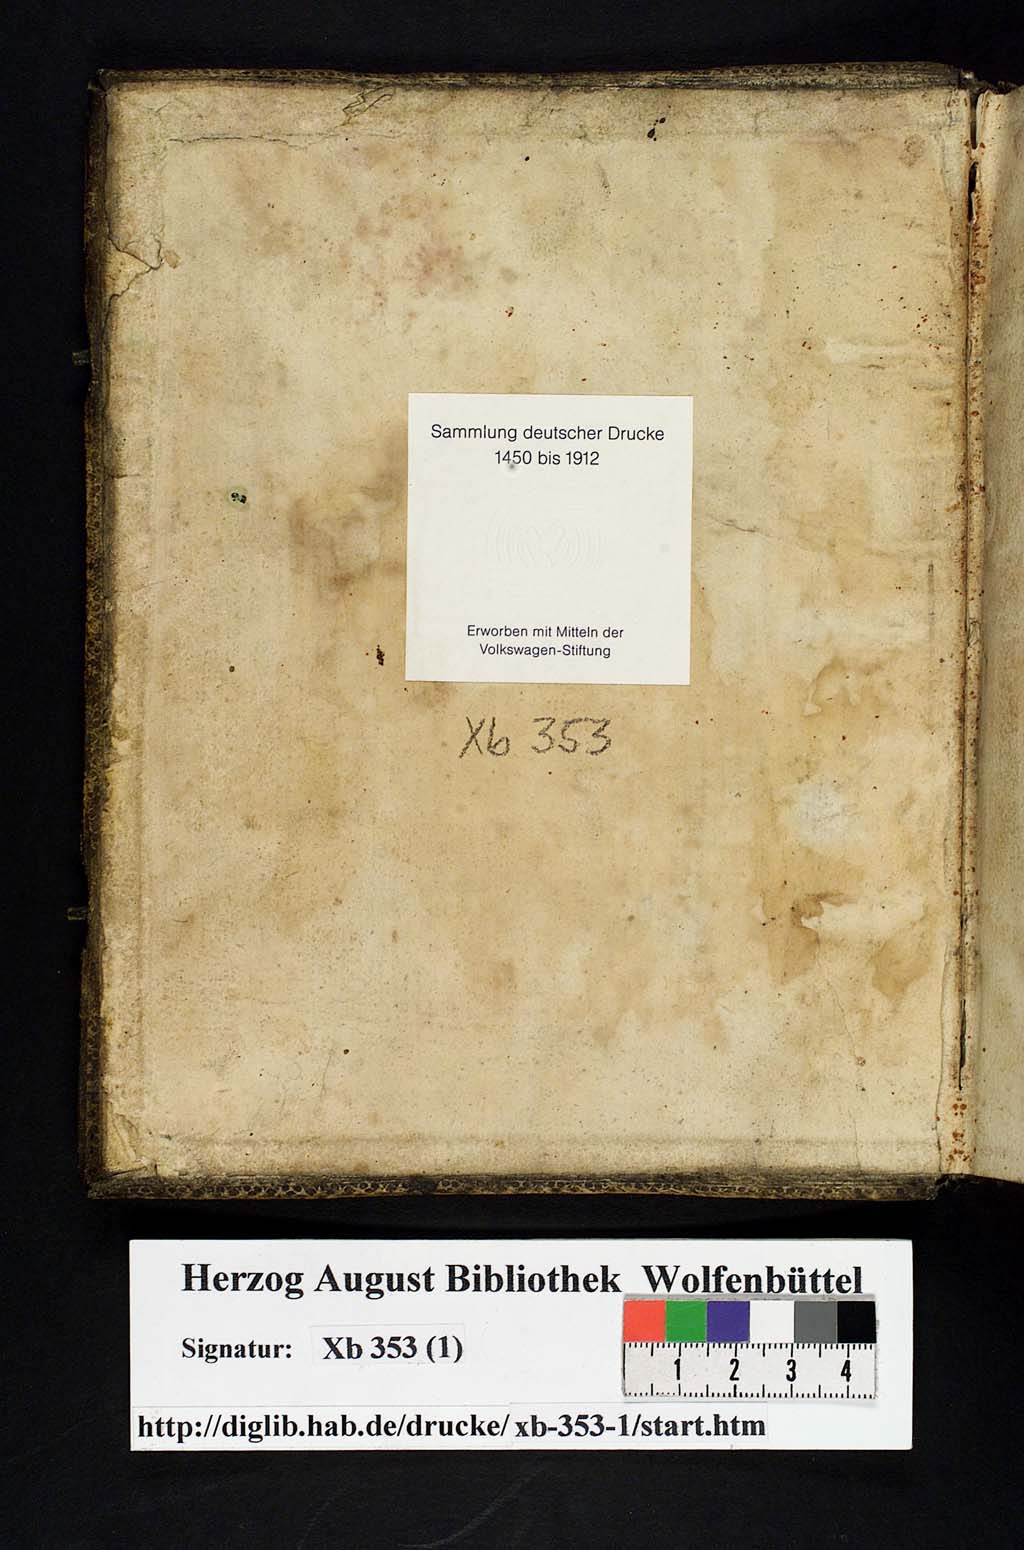 Sammlung deutscher Drucke
1450 bis 1912
Erworben mit Mitteln der
Volkswagen-Stiftung
Xb 353
Herzog August Bibliothek Wolfenbüttel
Signatur: Xb 353 (1)
1 2 3 4
http://diglib.hab.de/drucke/xb-353-1/start.htm